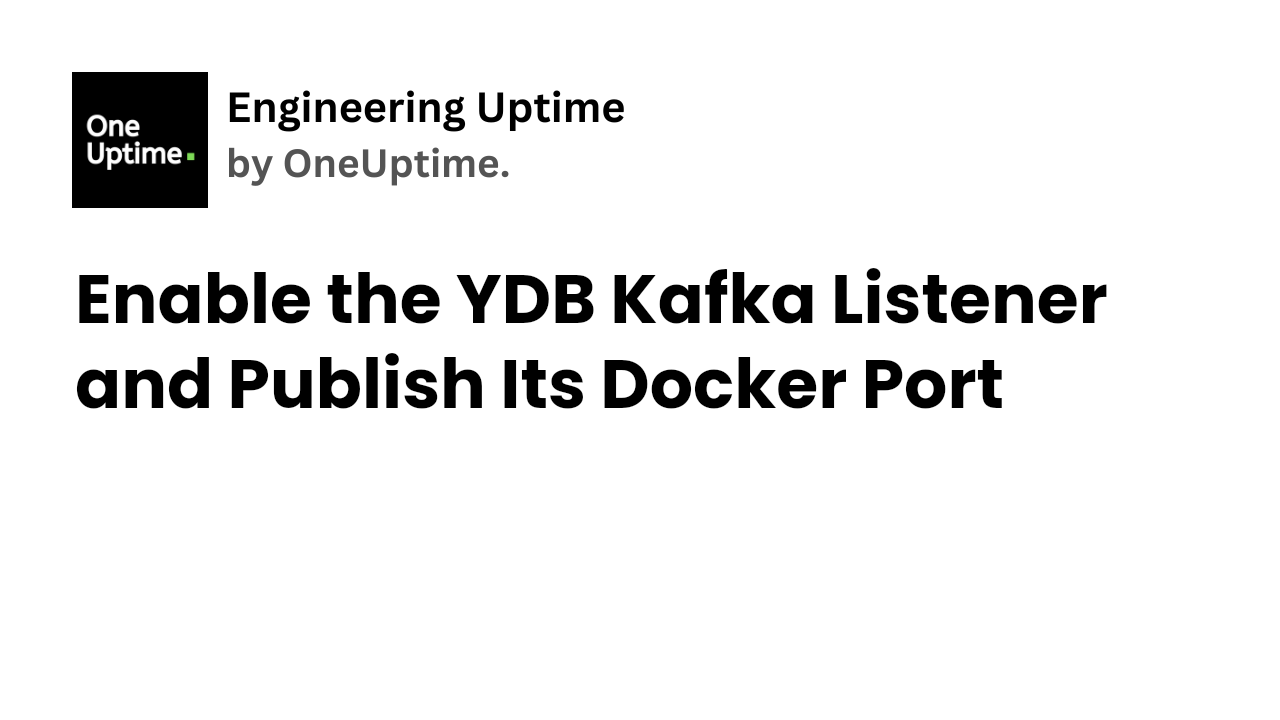 One
Uptime.
Engineering Uptime
by OneUptime.
Enable the YDB Kafka Listener
and Publish Its Docker Port